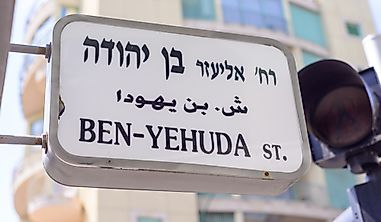 רח' אליעזר בן יהודה
ش. بن يهودا
BEN-YEHUDA ST.